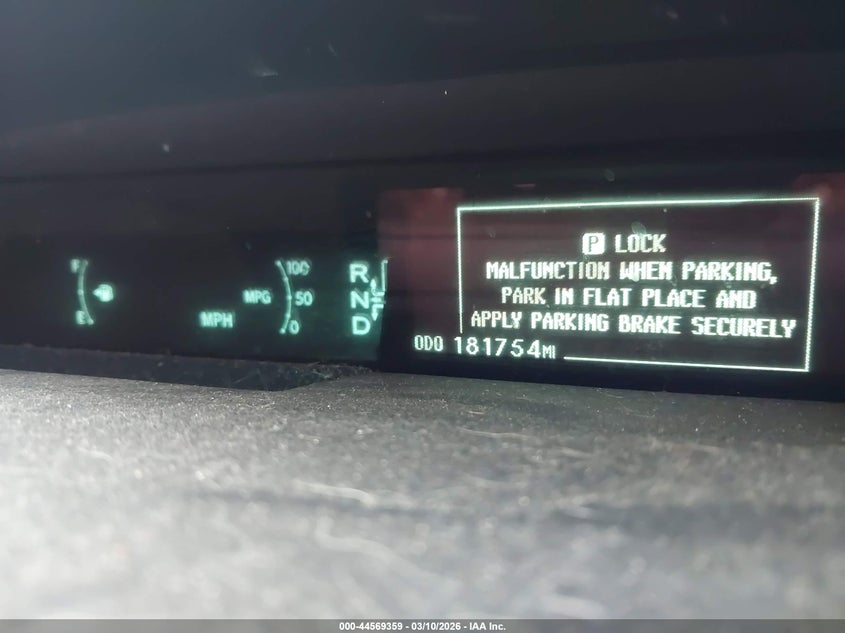 F
E
MPH
MPG
100
50
0
R
N
D
P LOCK
MALFUNCTION WHEN PARKING,
PARK IN FLAT PLACE AND
APPLY PARKING BRAKE SECURELY
ODO 181754MI
000-44569359 - 03/10/2026 - IAA Inc.